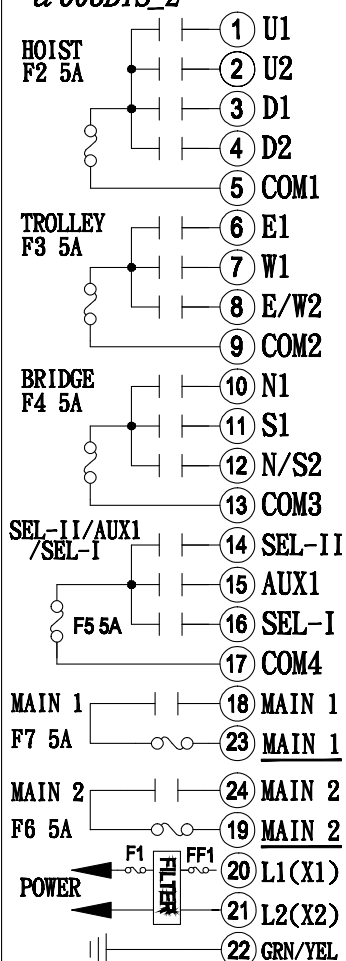 HOIST
F2 5A
1 U1
2 U2
3 D1
4 D2
5 COM1
TROLLEY
F3 5A
6 E1
7 W1
8 E/W2
9 COM2
BRIDGE
F4 5A
10 N1
11 S1
12 N/S2
13 COM3
SEL-II/AUX1
/SEL-I
F5 5A
14 SEL-II
15 AUX1
16 SEL-I
17 COM4
MAIN 1
F7 5A
18 MAIN 1
23 MAIN 1
MAIN 2
F6 5A
24 MAIN 2
19 MAIN 2
POWER
F1
FILTER
FF1
20 L1(X1)
21 L2(X2)
22 GRN/YEL